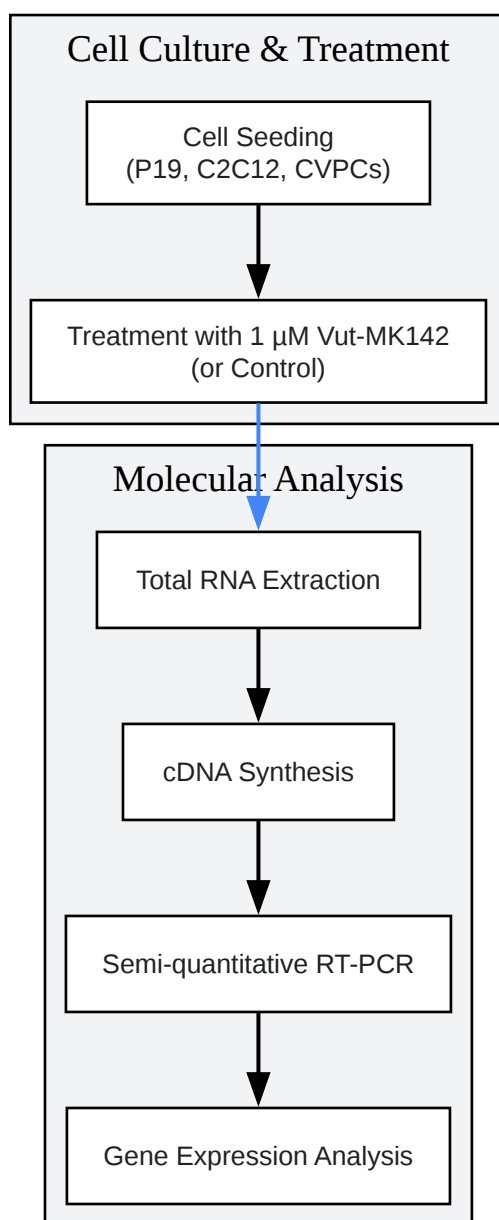 Cell Culture & Treatment
Cell Seeding
(P19, C2C12, CVPCs)
Treatment with 1 µM Vut-MK142
(or Control)
Molecular Analysis
Total RNA Extraction
cDNA Synthesis
Semi-quantitative RT-PCR
Gene Expression Analysis